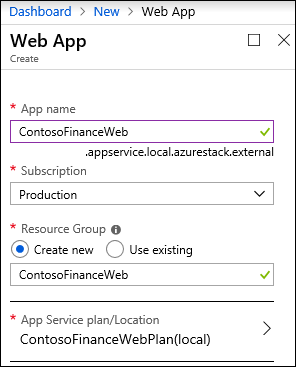 Dashboard > New > Web App
Web App
Create
* App name
ContosoFinanceWeb
.appservice.local.azurestack.external
* Subscription
Production
* Resource Group
Create new Use existing
ContosoFinanceWeb
* App Service plan/Location
ContosoFinanceWebPlan(local)